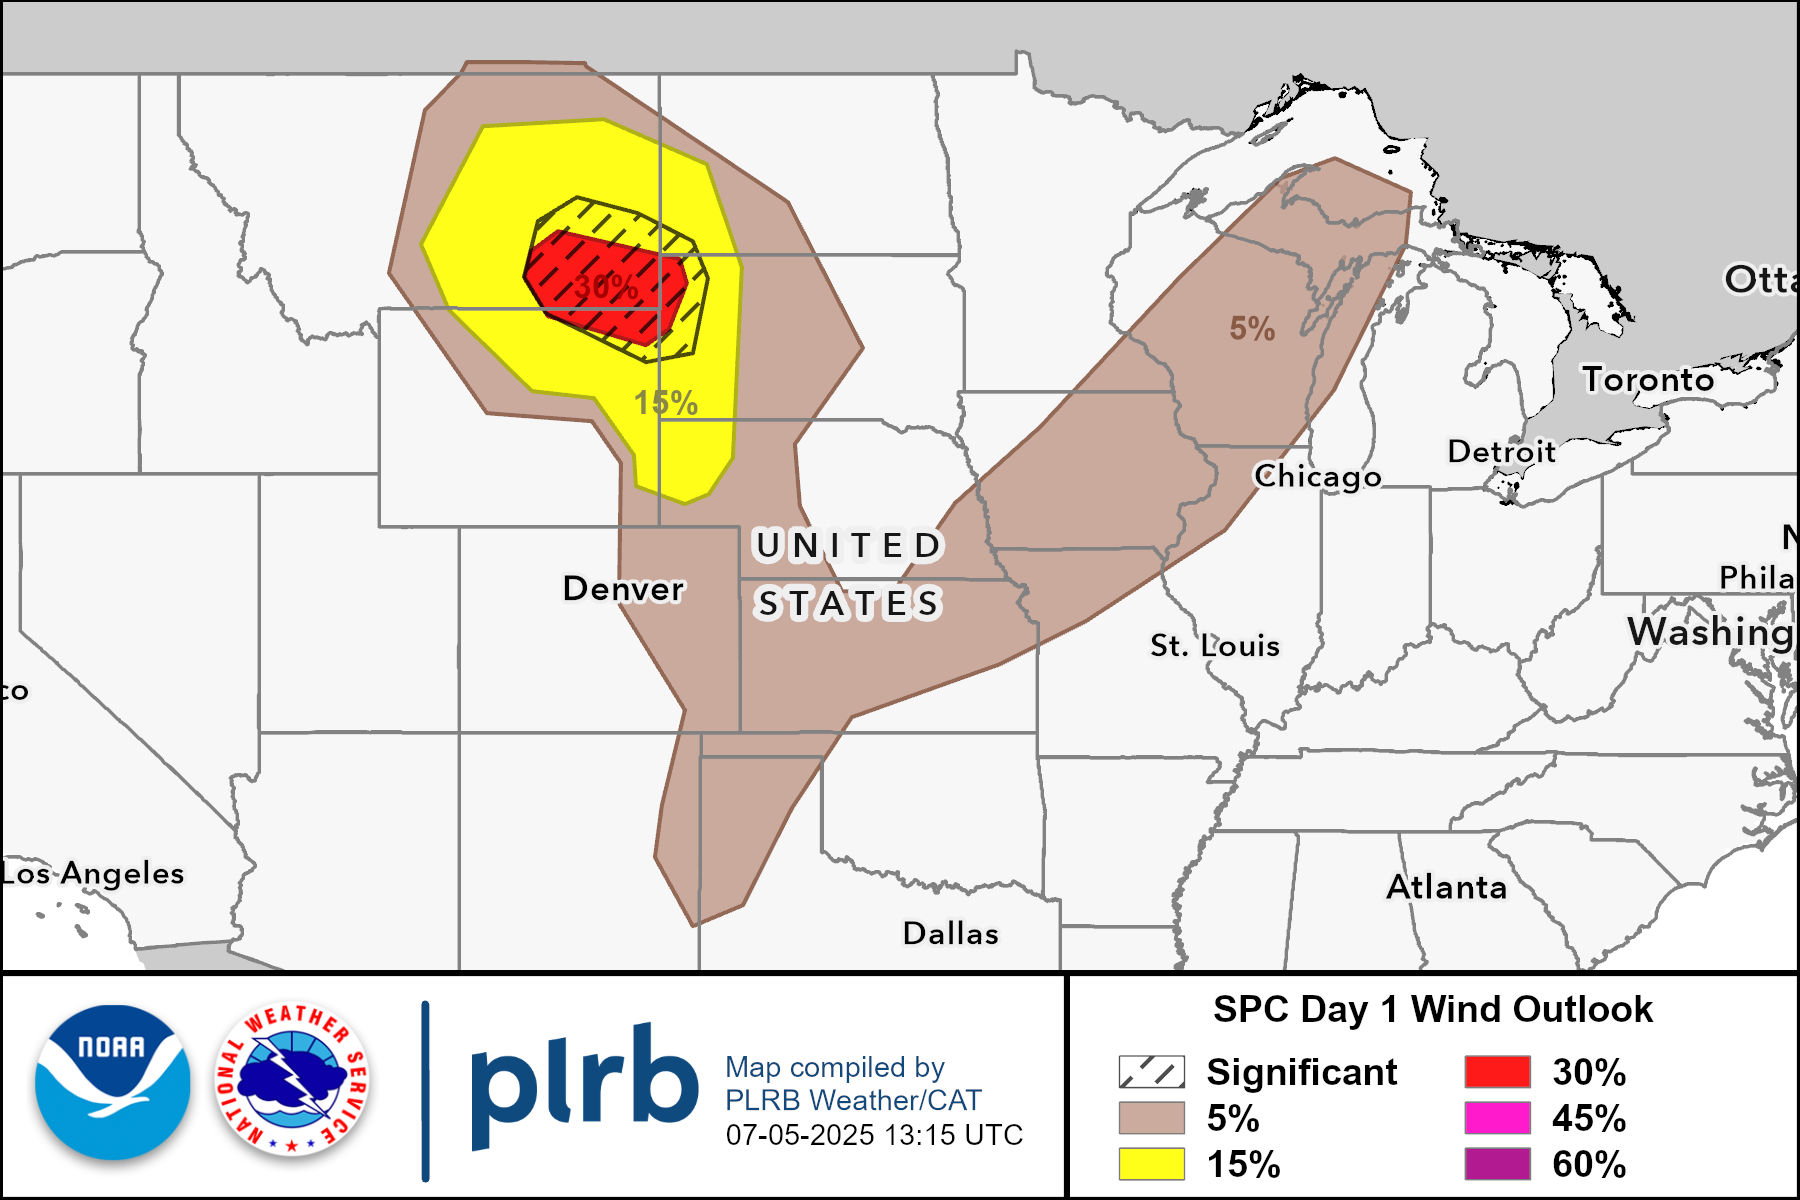 Otta
30%
5%
Toronto
15%
Detroit
Chicago
UNITED
N
Phila
Denver
STATES
Washing
St. Louis
co
Los Angeles
Atlanta
Dallas
NOAA
NATIONAL WEATHER SERVICE
plrb
Map compiled by
PLRB Weather/CAT
07-05-2025 13:15 UTC
SPC Day 1 Wind Outlook
Significant
5%
15%
30%
45%
60%